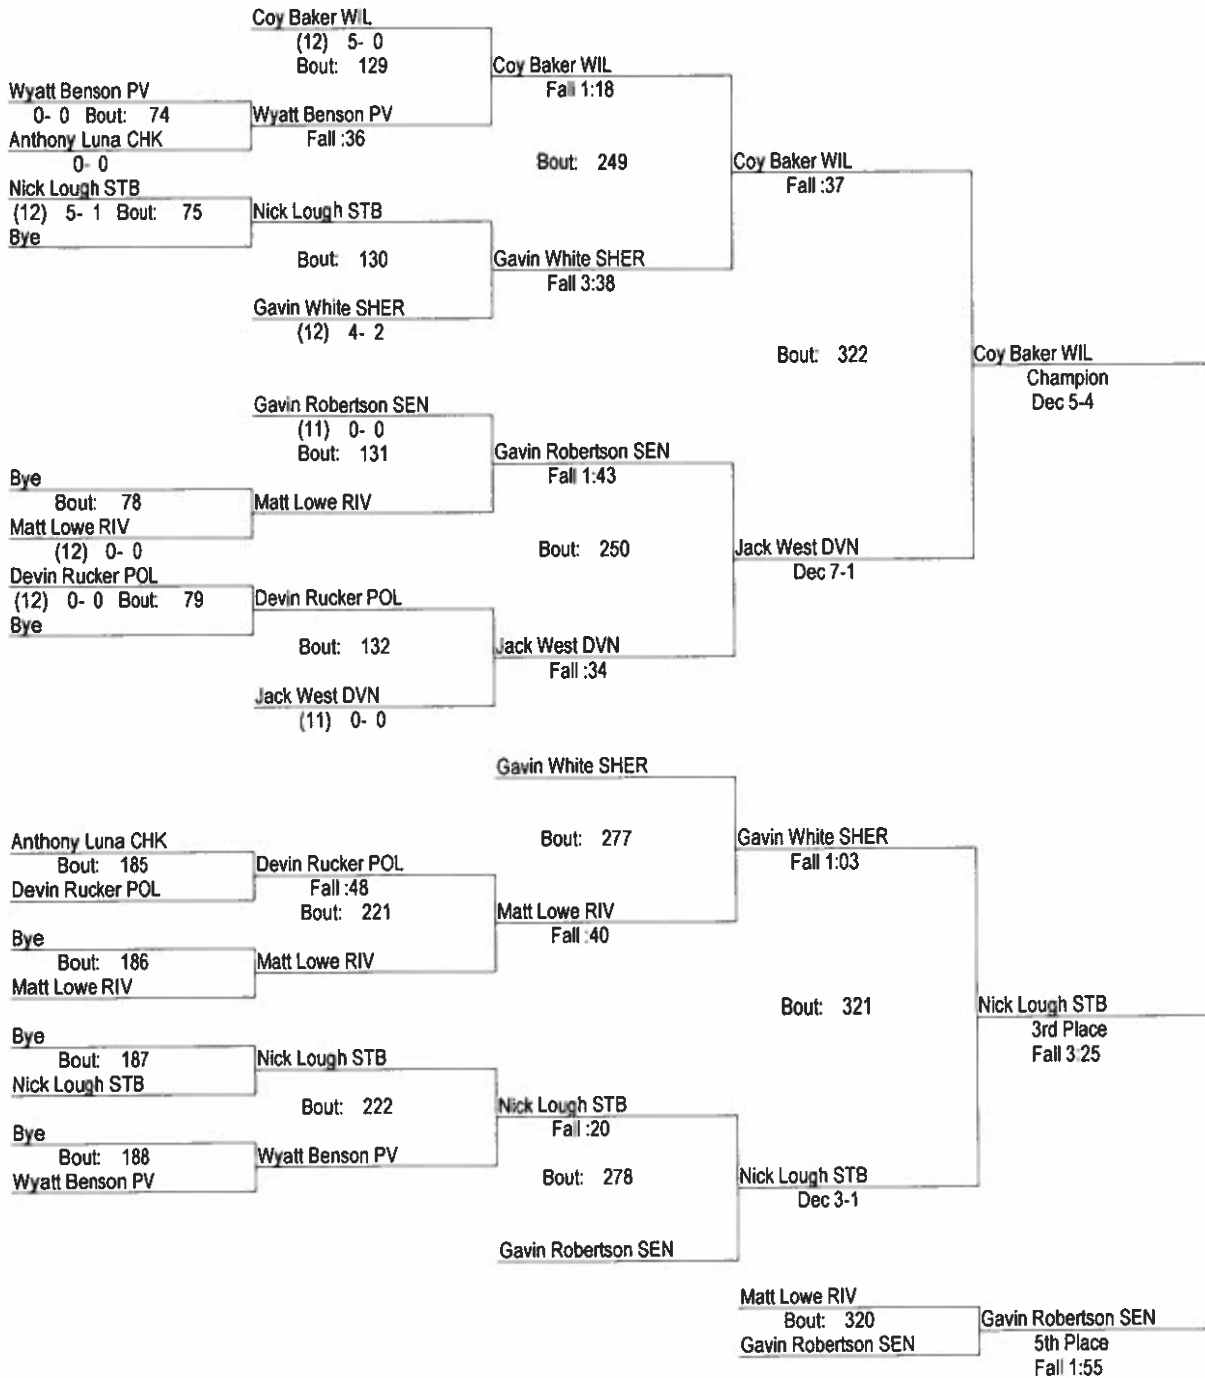 Coy Baker WIL
(12) 5- 0
Bout: 129
Coy Baker WIL
Fall 1:18
Wyatt Benson PV
0- 0 Bout: 74
Wyatt Benson PV
Fall :36
Anthony Luna CHK
0- 0
Bout: 249
Coy Baker WIL
Fall :37
Nick Lough STB
(12) 5- 1 Bout: 75
Nick Lough STB
Bye
Bout: 130
Gavin White SHER
Fall 3:38
Gavin White SHER
(12) 4- 2
Bout: 322
Coy Baker WIL
Champion
Dec 5-4
Gavin Robertson SEN
(11) 0- 0
Bout: 131
Gavin Robertson SEN
Fall 1:43
Bye
Bout: 78
Matt Lowe RIV
Matt Lowe RIV
(12) 0- 0
Bout: 250
Jack West DVN
Dec 7-1
Devin Rucker POL
(12) 0- 0 Bout: 79
Devin Rucker POL
Bye
Bout: 132
Jack West DVN
Fall :34
Jack West DVN
(11) 0- 0
Gavin White SHER
Anthony Luna CHK
Bout: 185
Devin Rucker POL
Devin Rucker POL
Fall :48
Bout: 221
Bout: 277
Gavin White SHER
Fall 1:03
Matt Lowe RIV
Fall :40
Bye
Bout: 186
Matt Lowe RIV
Matt Lowe RIV
Bout: 321
Nick Lough STB
3rd Place
Fall 3:25
Bye
Bout: 187
Nick Lough STB
Nick Lough STB
Bout: 222
Nick Lough STB
Fall :20
Bye
Bout: 188
Wyatt Benson PV
Wyatt Benson PV
Bout: 278
Nick Lough STB
Dec 3-1
Gavin Robertson SEN
Matt Lowe RIV
Bout: 320
Gavin Robertson SEN
Gavin Robertson SEN
5th Place
Fall 1:55